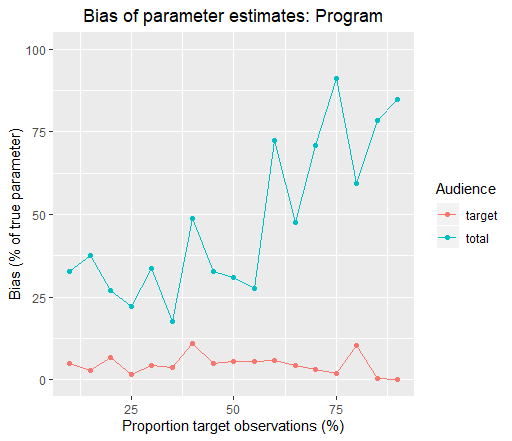 Bias of parameter estimates: Program
Bias (% of true parameter)
100
75
50
25
0
25 50 75
Proportion target observations (%)
Audience
target
total